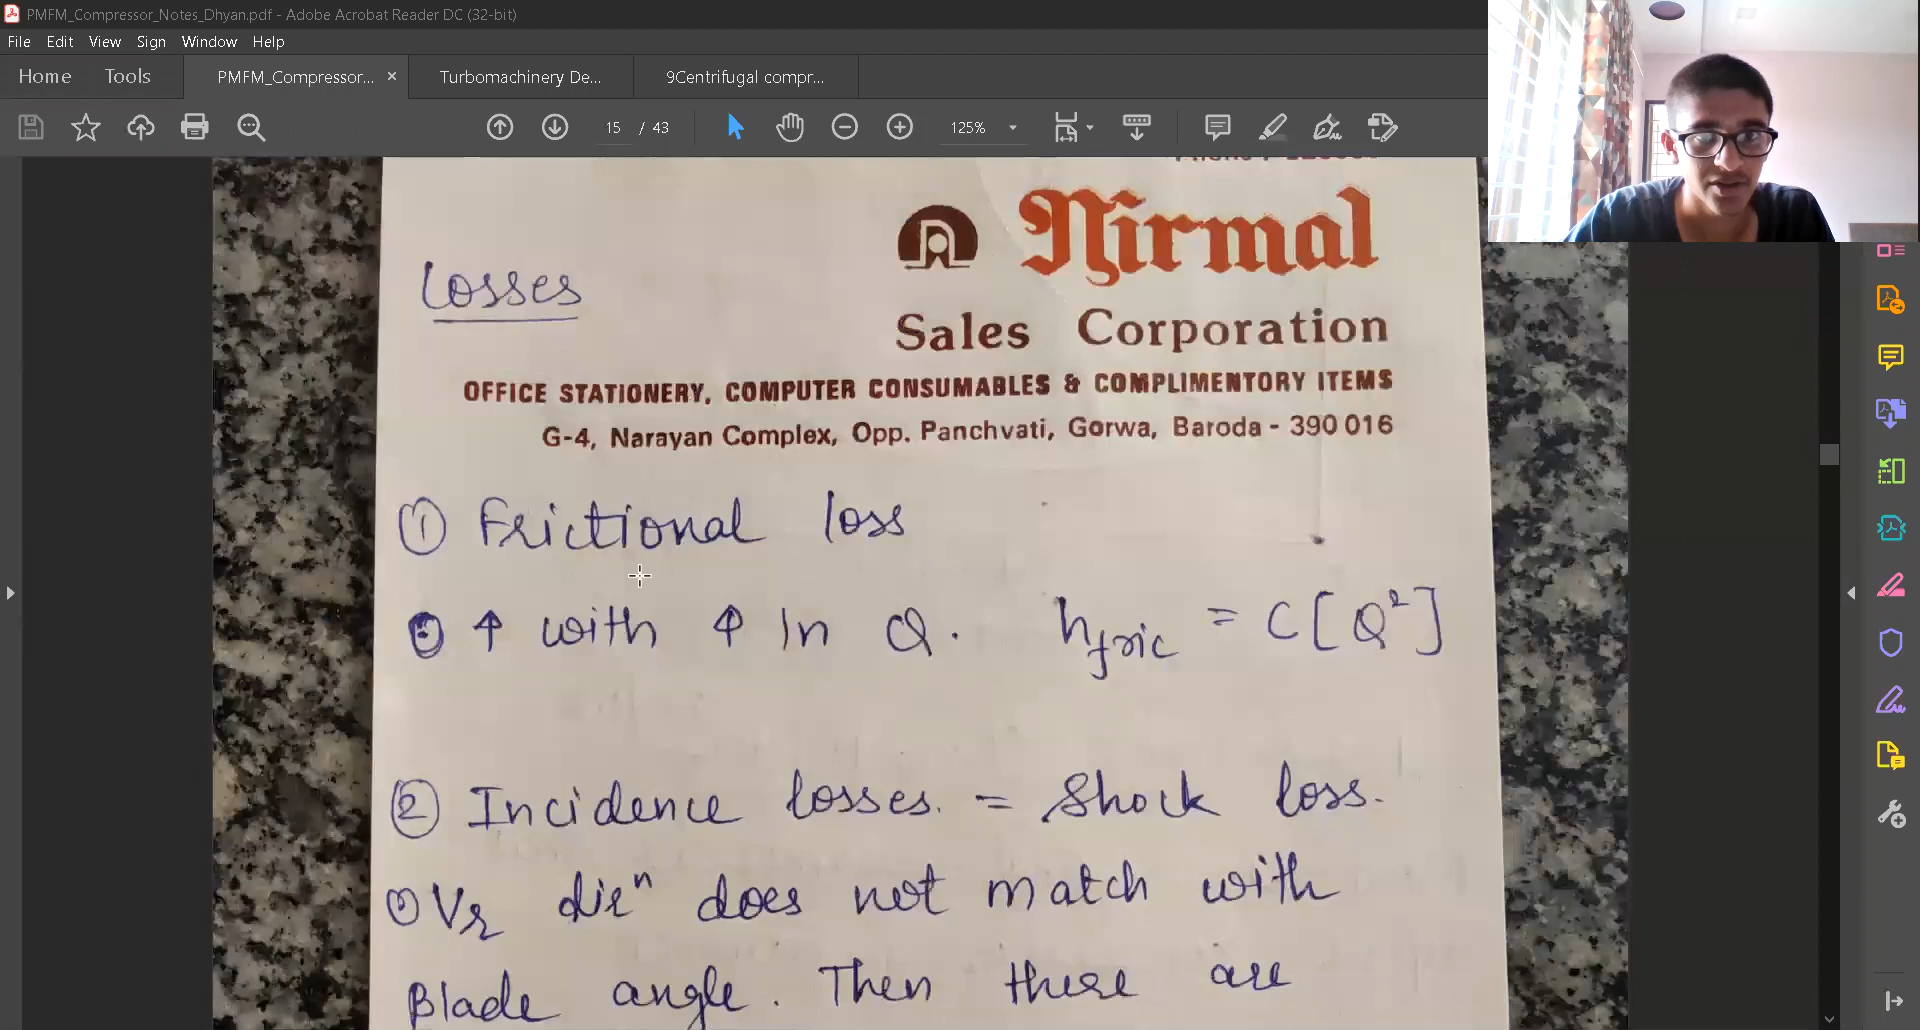 PMFM_Compressor_Notes_Dhyan.pdf - Adobe Acrobat Reader DC (32-bit)
File Edit View Sign Window Help
Home Tools PMFM_Compressor... × Turbomachinery De... 9Centrifugal compr...
15 / 43 125%
Nirmal
Losses
Sales Corporation
OFFICE STATIONERY, COMPUTER CONSUMABLES & COMPLIMENTORY ITEMS
G-4, Narayan Complex, Opp. Panchvati, Gorwa, Baroda - 390 016
① Frictional loss
↑ with ↑ in Q. hfric = C[Q²]
② Incidence losses. = Shock loss.
Vr dirⁿ does not match with
Blade angle. Then there are